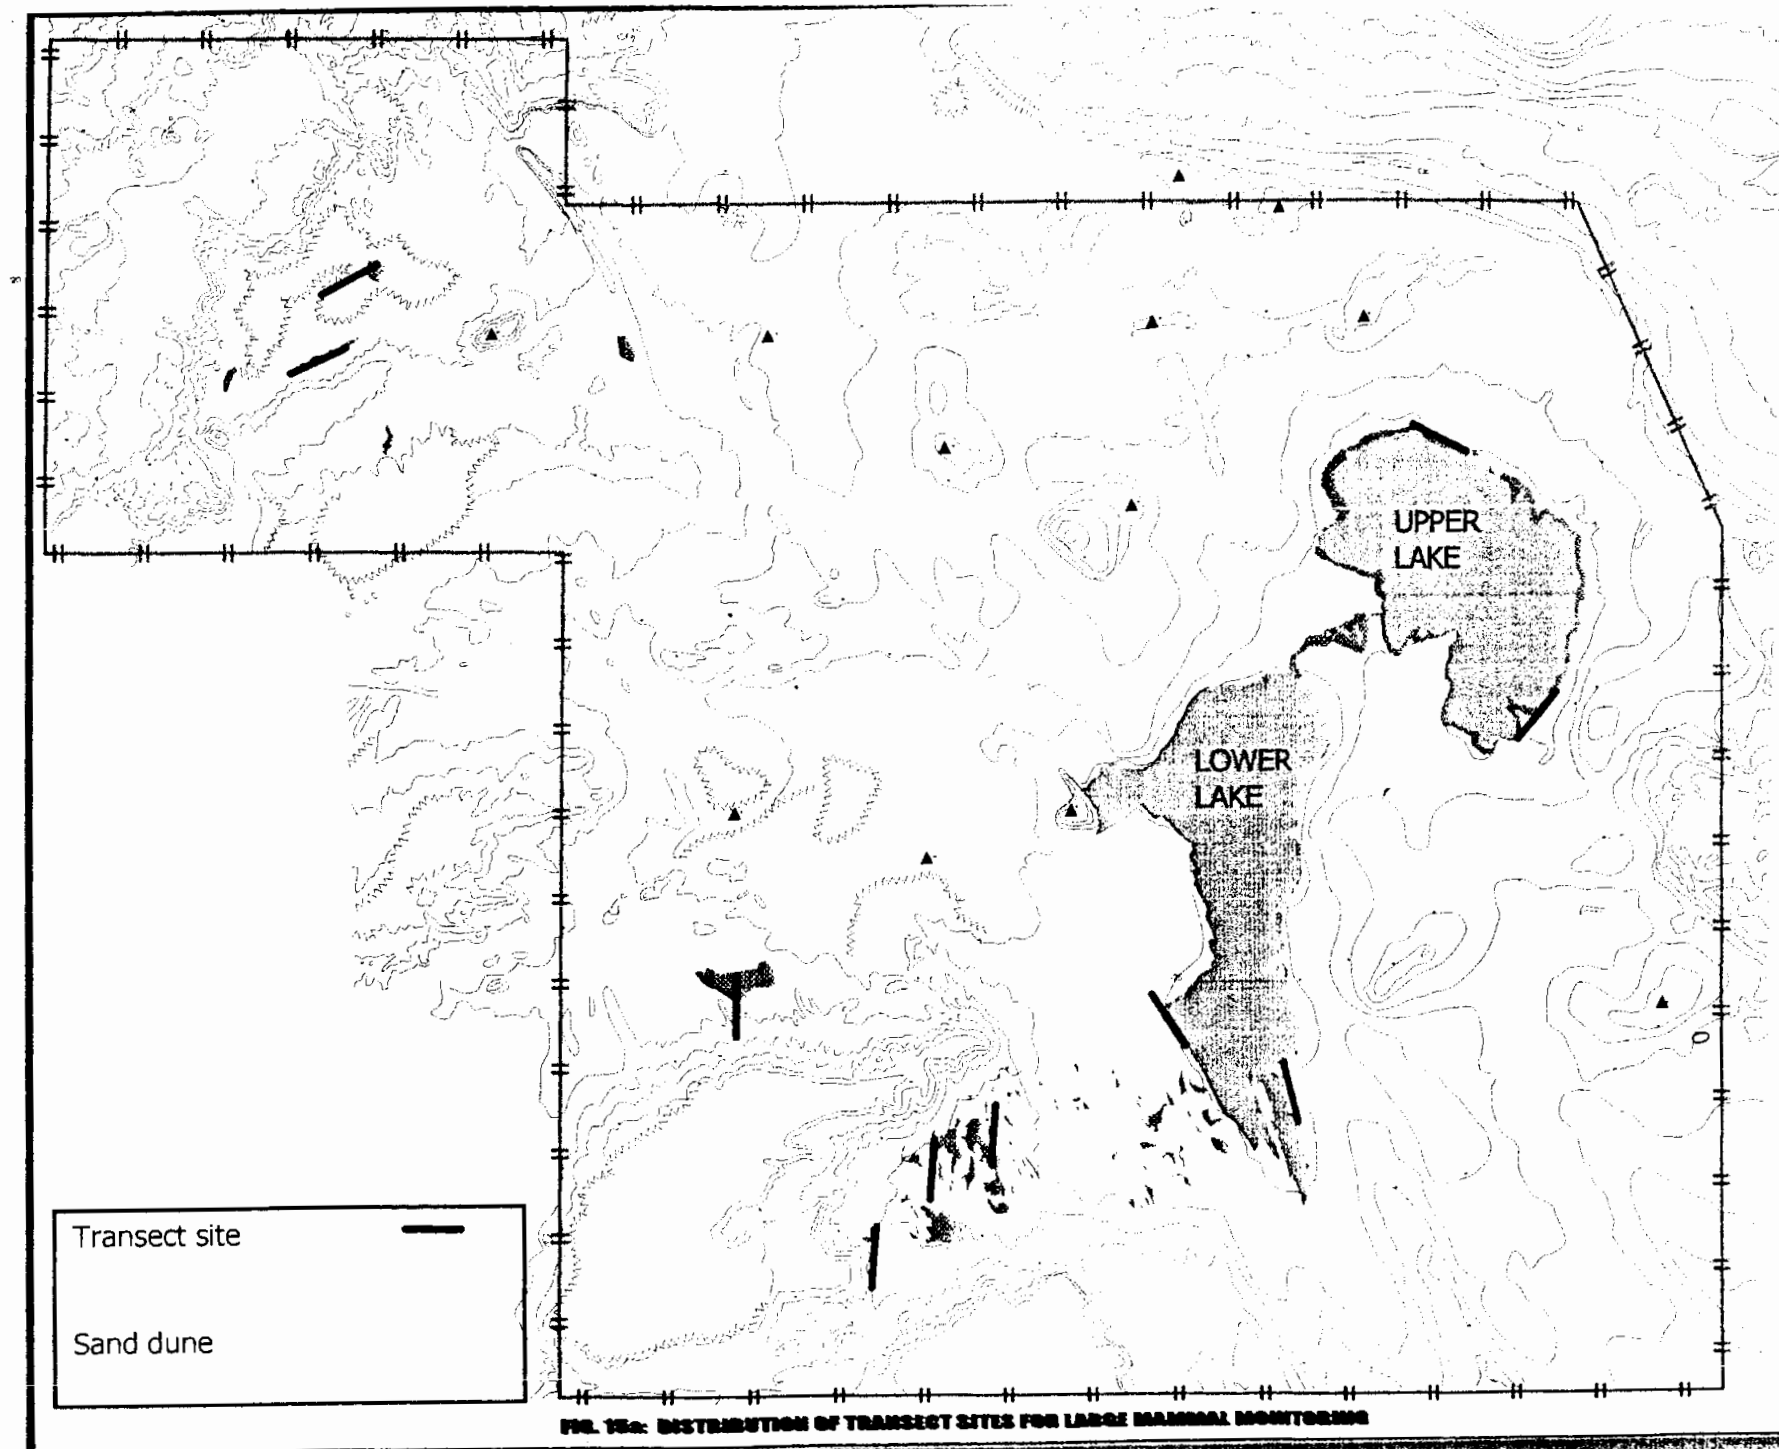 UPPER
LAKE
LOWER
LAKE
Transect site
Sand dune
FIG. 15a: DISTRIBUTION OF TRANSECT SITES FOR LARGE MAMMAL MONITORING